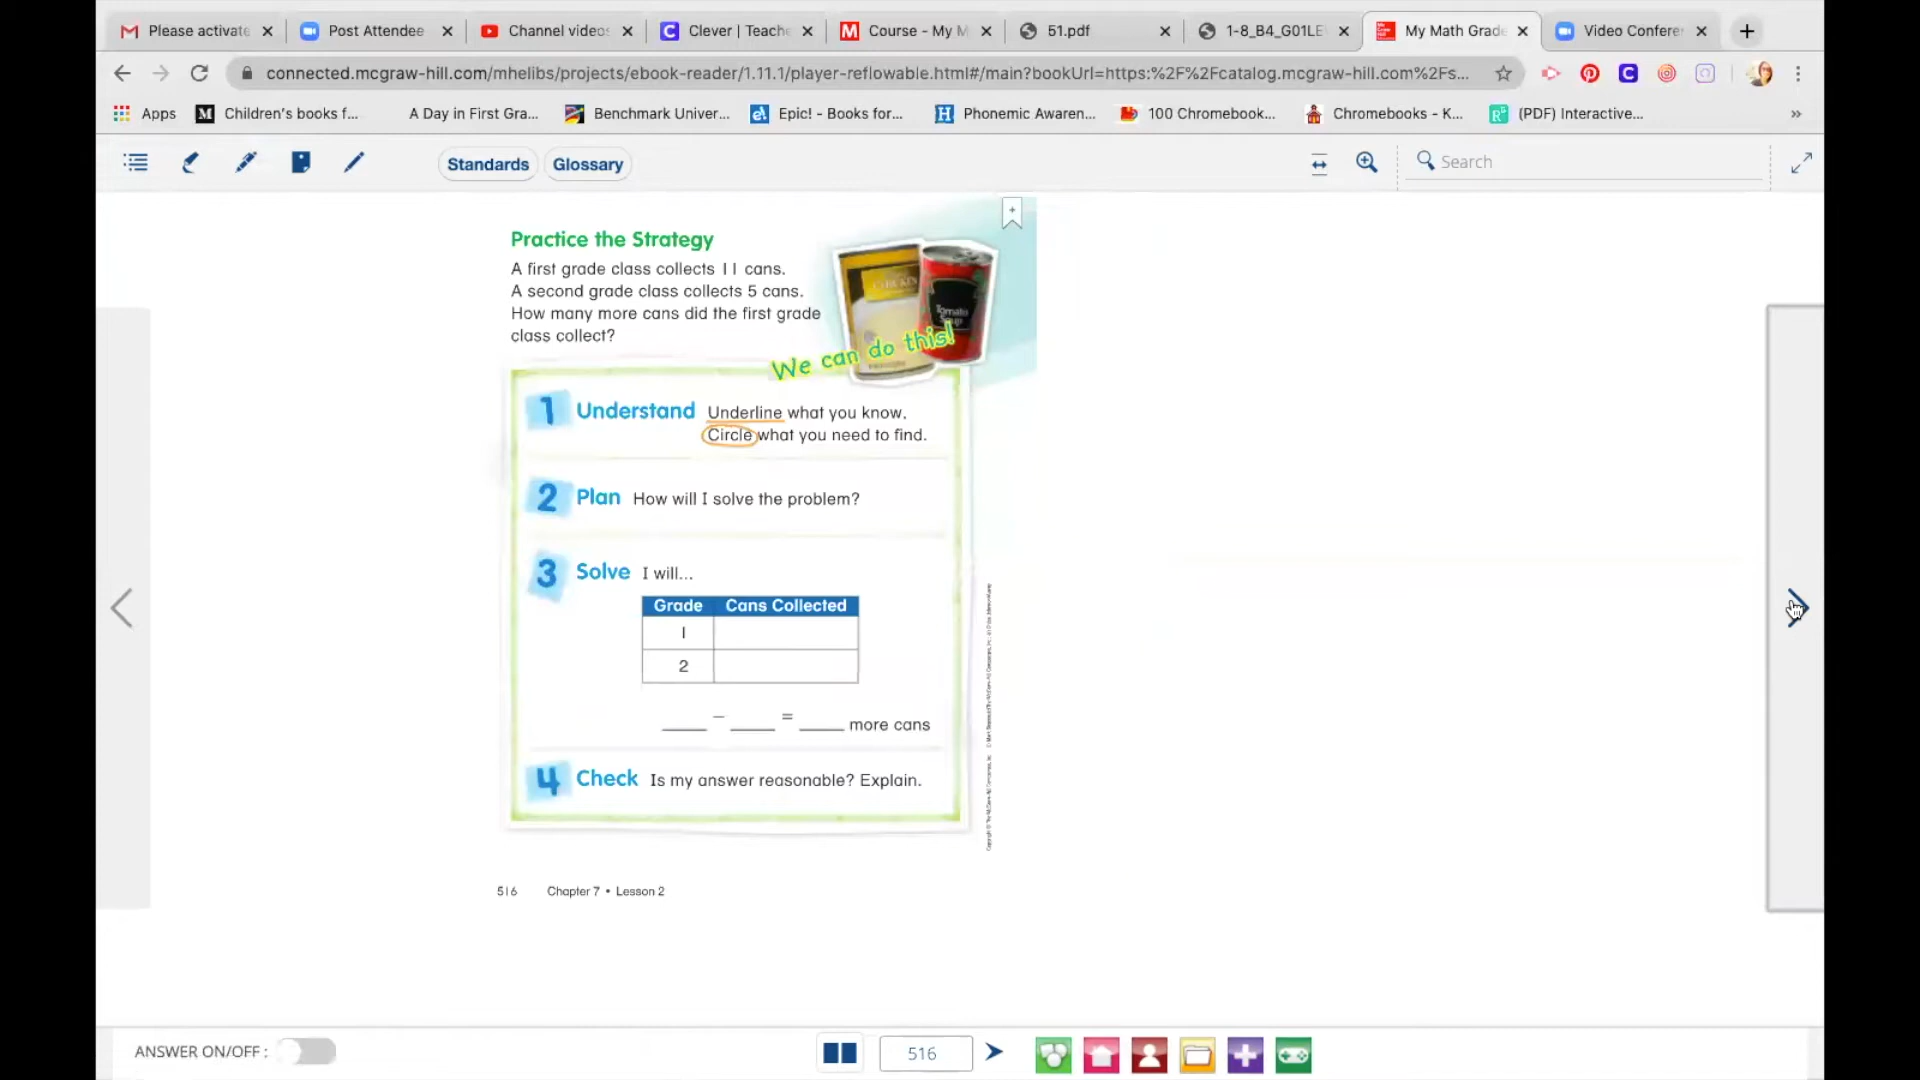 Please activate
Post Attendee
Channel videos
Clever | Teache
Course - My M
51.pdf
1-8_B4_G01LE
My Math Grade
Video Conferen
connected.mcgraw-hill.com/mhelibs/projects/ebook-reader/1.11.1/player-reflowable.html#/main?bookUrl=https:%2F%2Fcatalog.mcgraw-hill.com%2Fs...
Apps
Children's books f...
A Day in First Gra...
Benchmark Univer...
Epic! - Books for...
Phonemic Awaren...
100 Chromebook...
Chromebooks - K...
(PDF) Interactive...
Standards
Glossary
Search
Practice the Strategy
A first grade class collects 11 cans.
A second grade class collects 5 cans.
How many more cans did the first grade
class collect?
Tomato
Soup
We can do this!
1 Understand Underline what you know.
Circle what you need to find.
2 Plan How will I solve the problem?
3 Solve I will...
Grade Cans Collected
1
2
____ − ____ = ____ more cans
4 Check Is my answer reasonable? Explain.
516 Chapter 7 • Lesson 2
ANSWER ON/OFF :
516